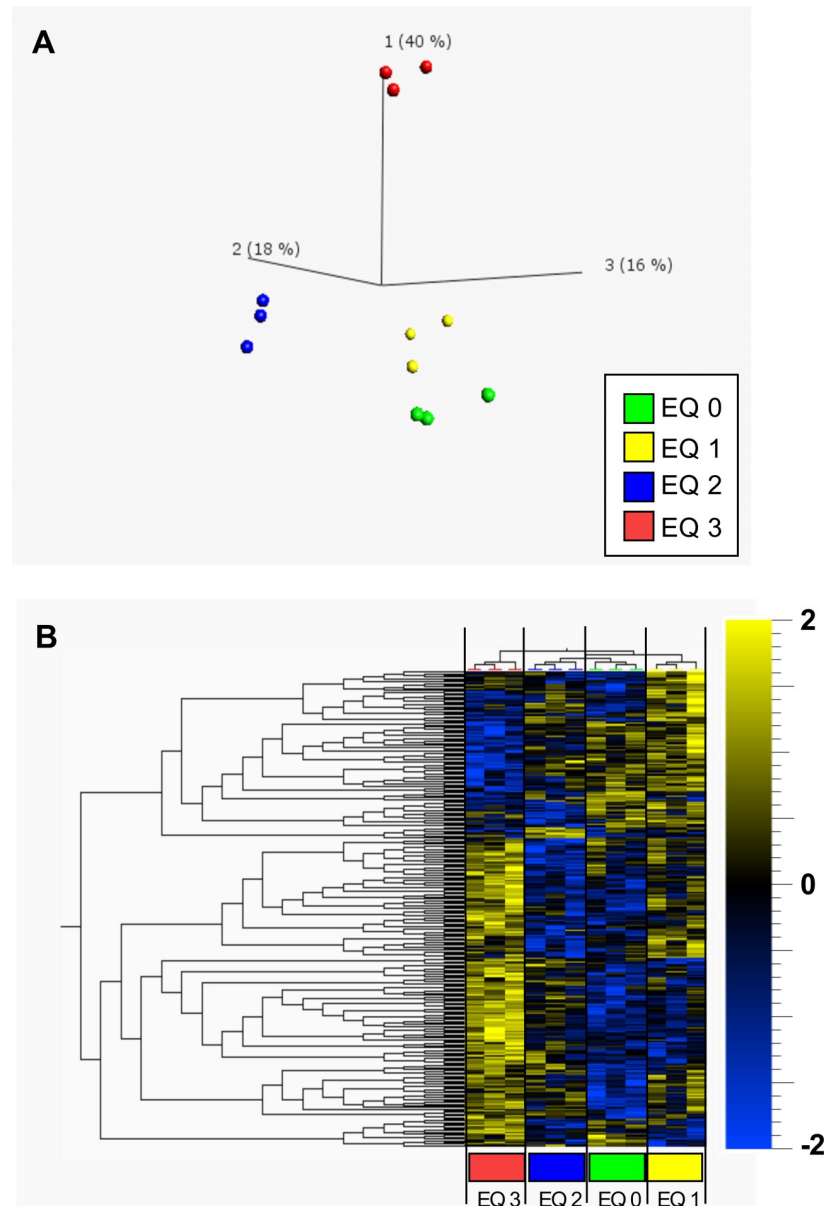 A
1 (40 %)
2 (18 %)
3 (16 %)
EQ 0
EQ 1
EQ 2
EQ 3
B
2
0
-2
EQ 3 EQ 2 EQ 0 EQ 1